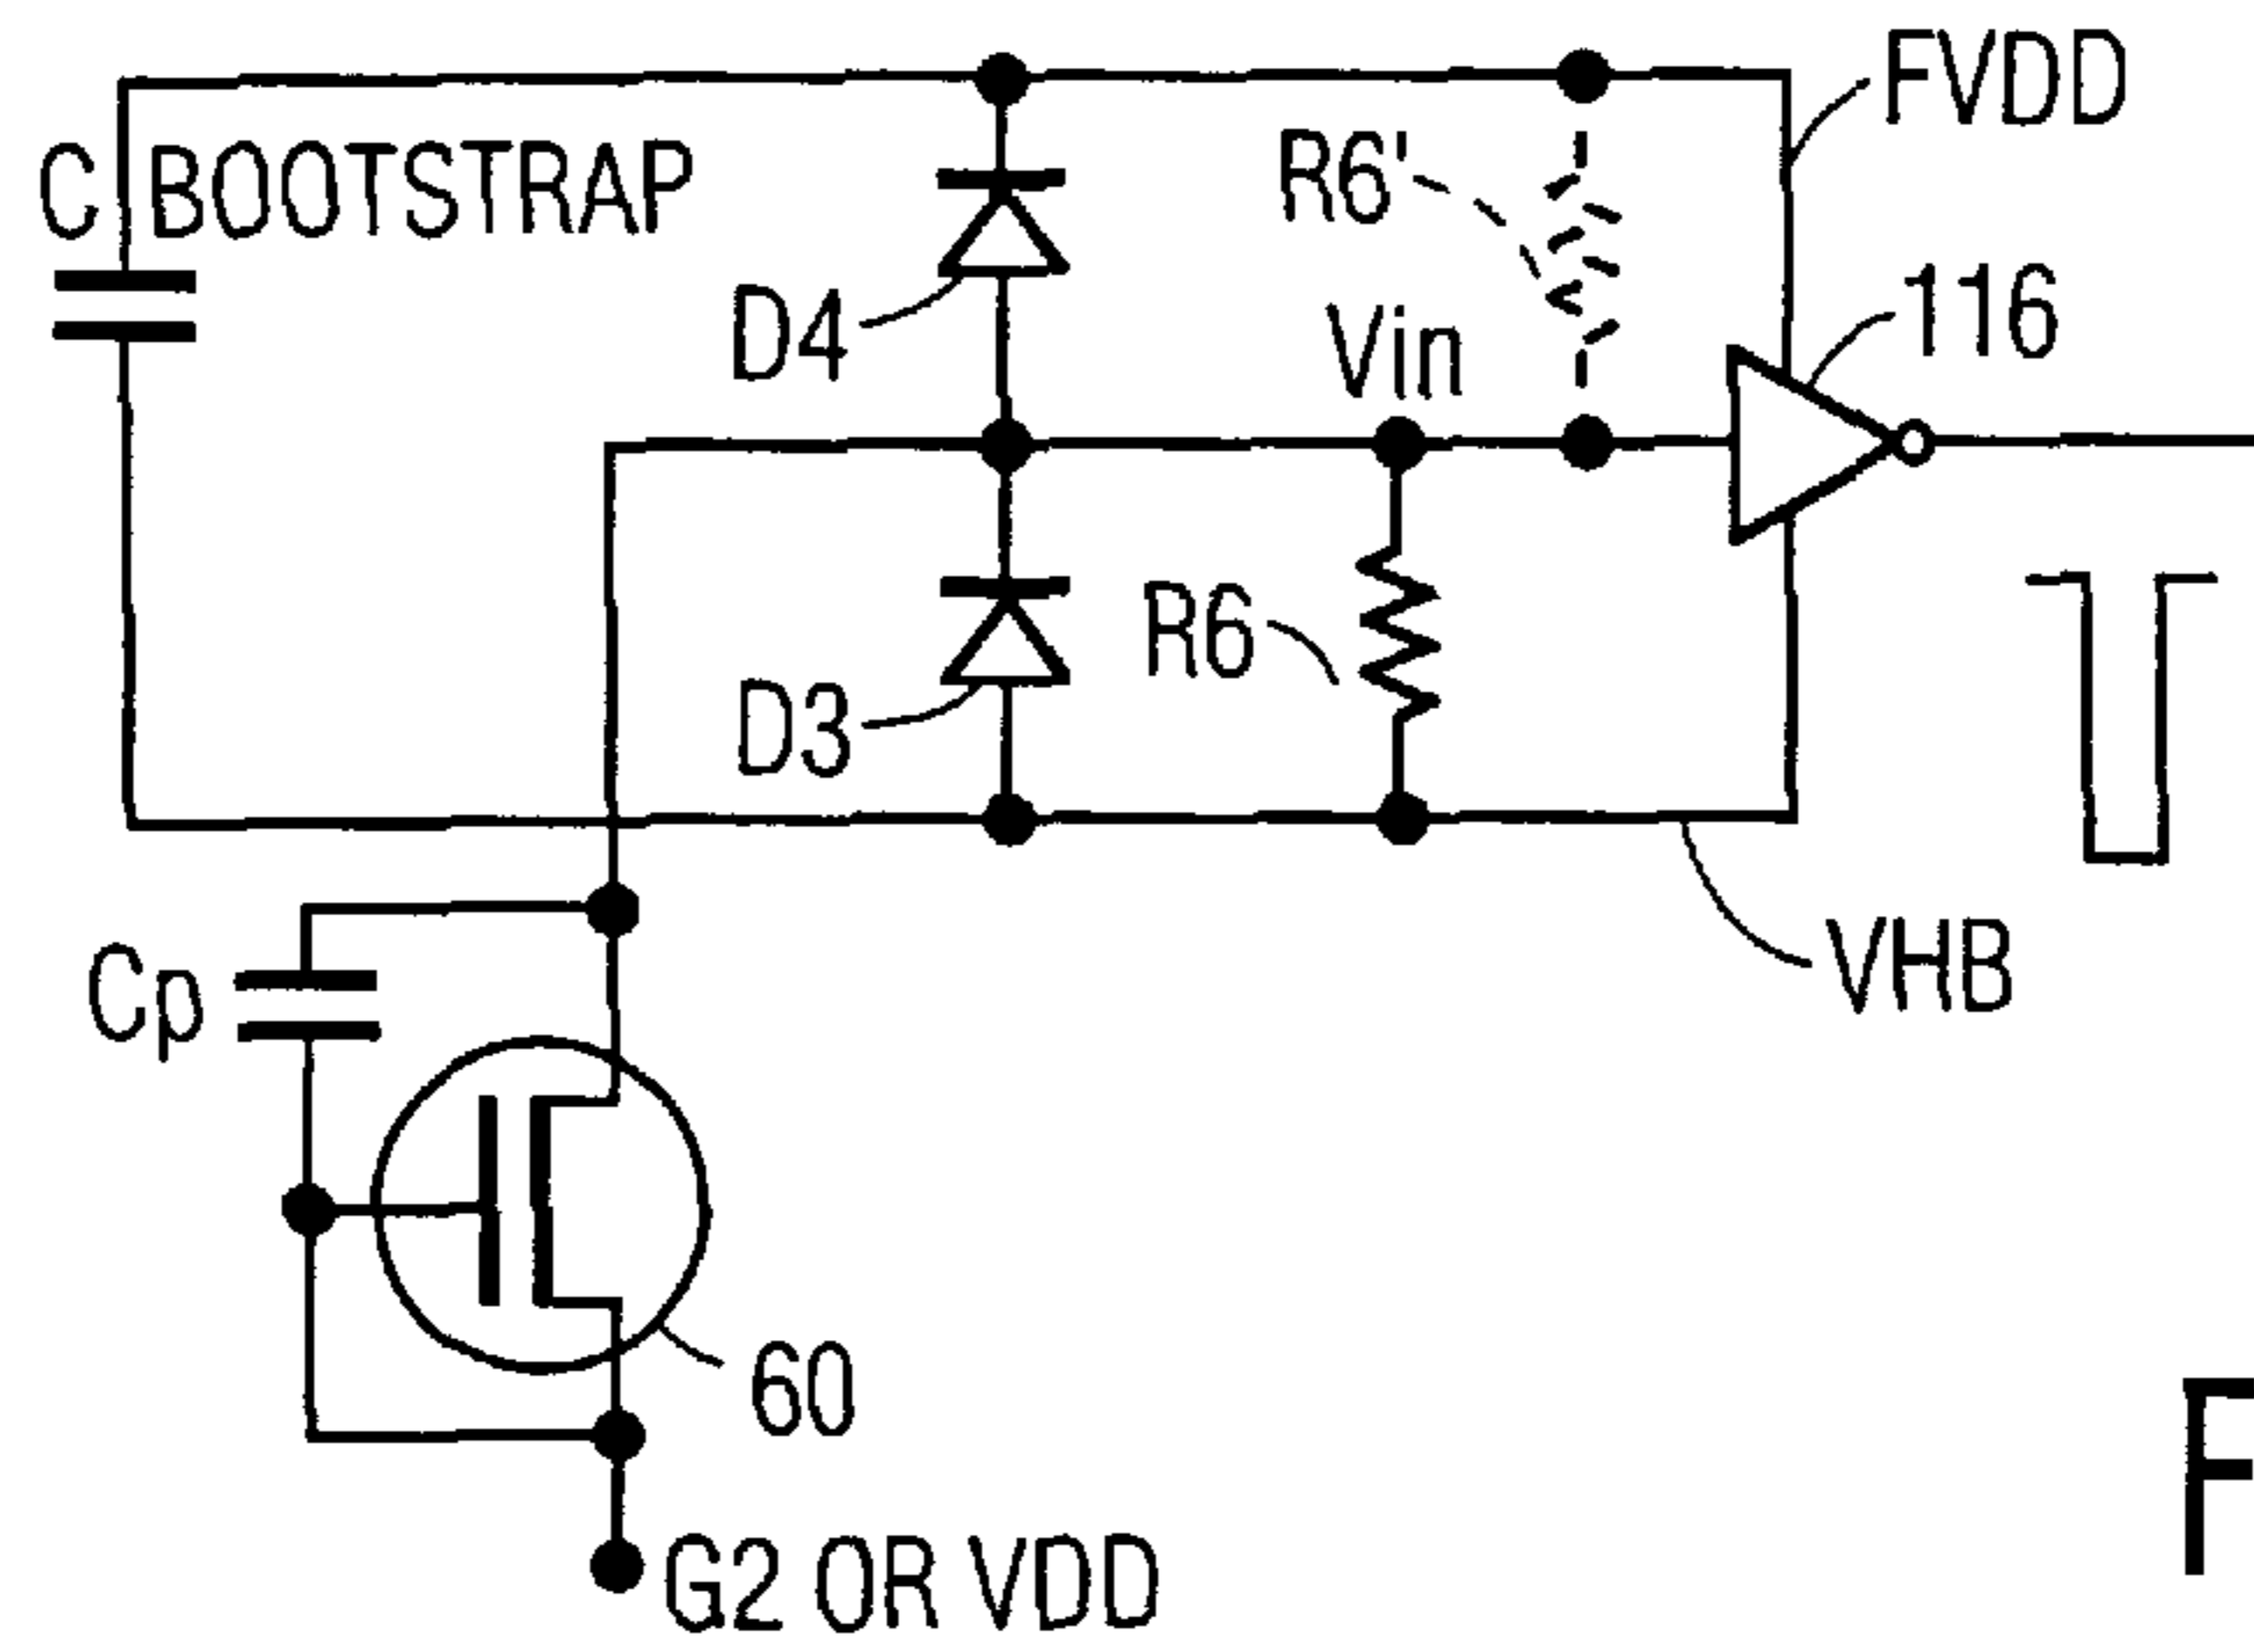 FVDD
C BOOTSTRAP
R6'
116
D4
Vin
R6
D3
VHB
Cp
60
G2 OR VDD
F